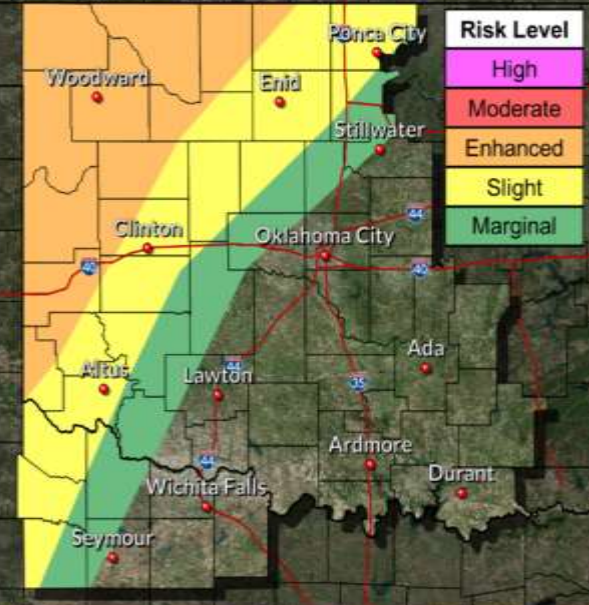 Ponca City
Risk Level
High
Woodward
Enid
Moderate
Stillwater
Enhanced
Slight
44
Marginal
Clinton
Oklahoma City
40
40
Altus
Lawton
44
Ada
35
Ardmore
44
Durant
Wichita Falls
Seymour